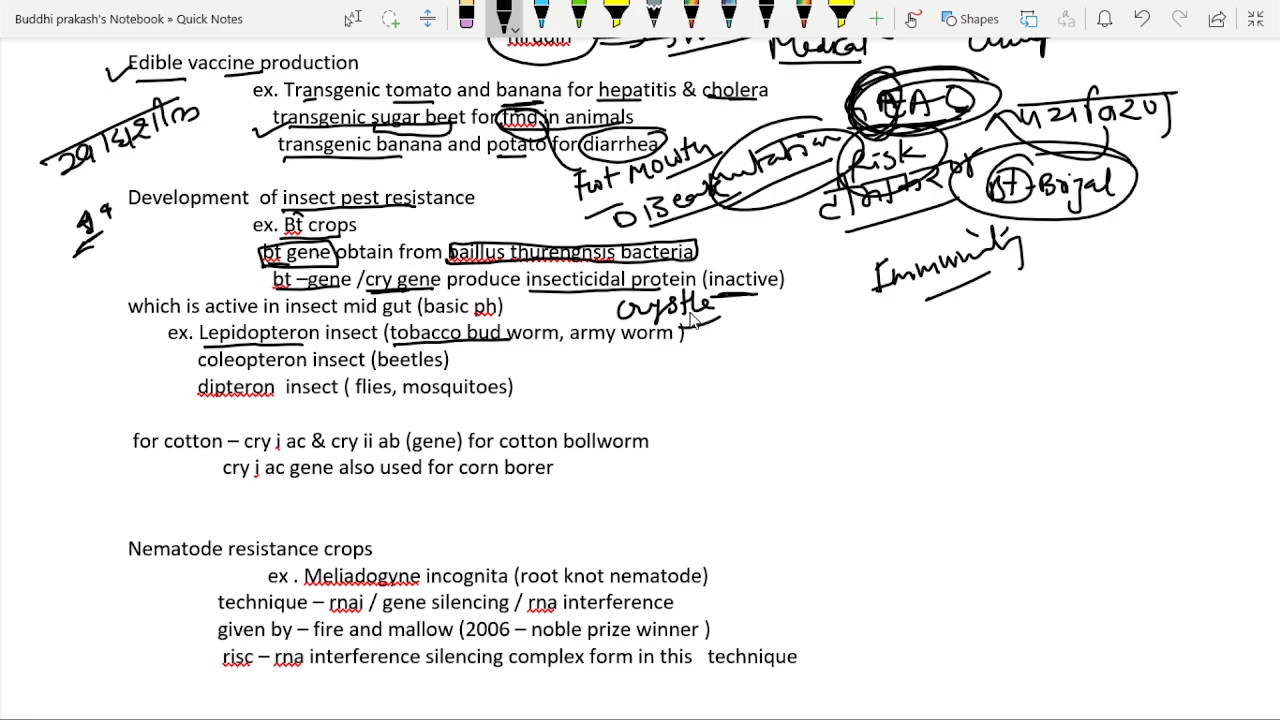 Buddhi prakash's Notebook » Quick Notes
Shapes
Medical
Edible vaccine production
ex. Transgenic tomato and banana for hepatitis & cholera
transgenic sugar beet for fmd in animals
transgenic banana and potato for diarrhea
Foot Mouth
mutation
Risk
Bt-Brijal
Immunity
Development of insect pest resistance
ex. Bt crops
bt gene obtain from baillus thurengnsis bacteria
bt –gene /cry gene produce insecticidal protein (inactive)
crystle
which is active in insect mid gut (basic ph)
ex. Lepidopteron insect (tobacco bud worm, army worm )
coleopteron insect (beetles)
dipteron insect ( flies, mosquitoes)
for cotton – cry j ac & cry ii ab (gene) for cotton bollworm
cry j ac gene also used for corn borer
Nematode resistance crops
ex . Meliadogyne incognita (root knot nematode)
technique – rnai / gene silencing / rna interference
given by – fire and mallow (2006 – noble prize winner )
risc – rna interference silencing complex form in this technique